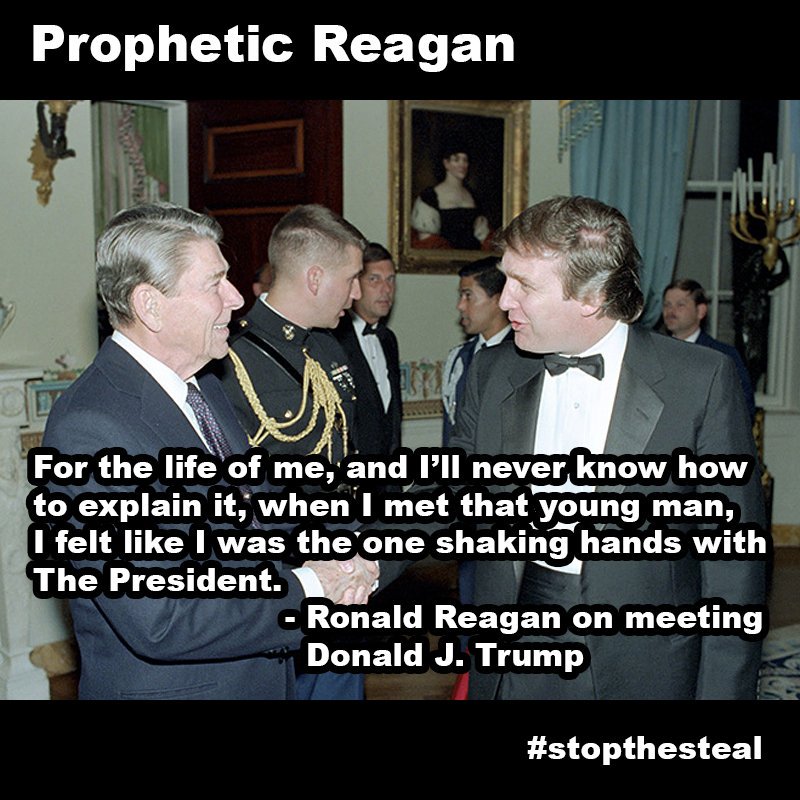 Prophetic Reagan
For the life of me, and I’ll never know how
to explain it, when I met that young man,
I felt like I was the one shaking hands with
The President.
- Ronald Reagan on meeting
Donald J. Trump
#stopthesteal